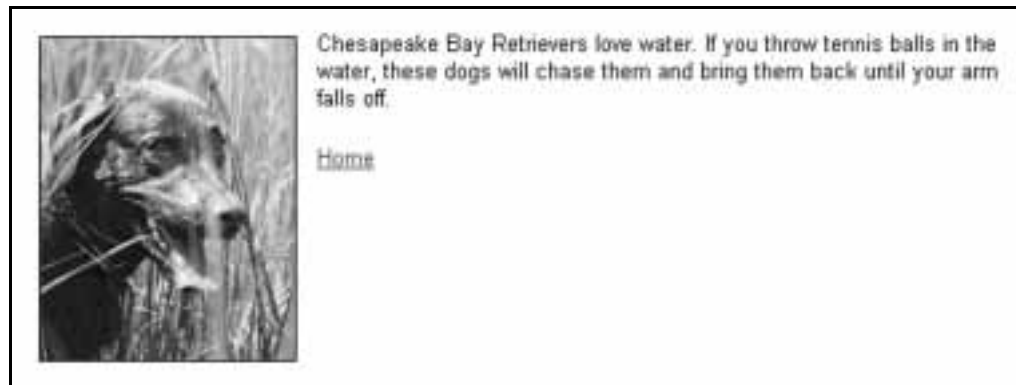 Chesapeake Bay Retrievers love water. If you throw tennis balls in the
water, these dogs will chase them and bring them back until your arm
falls off.
Home